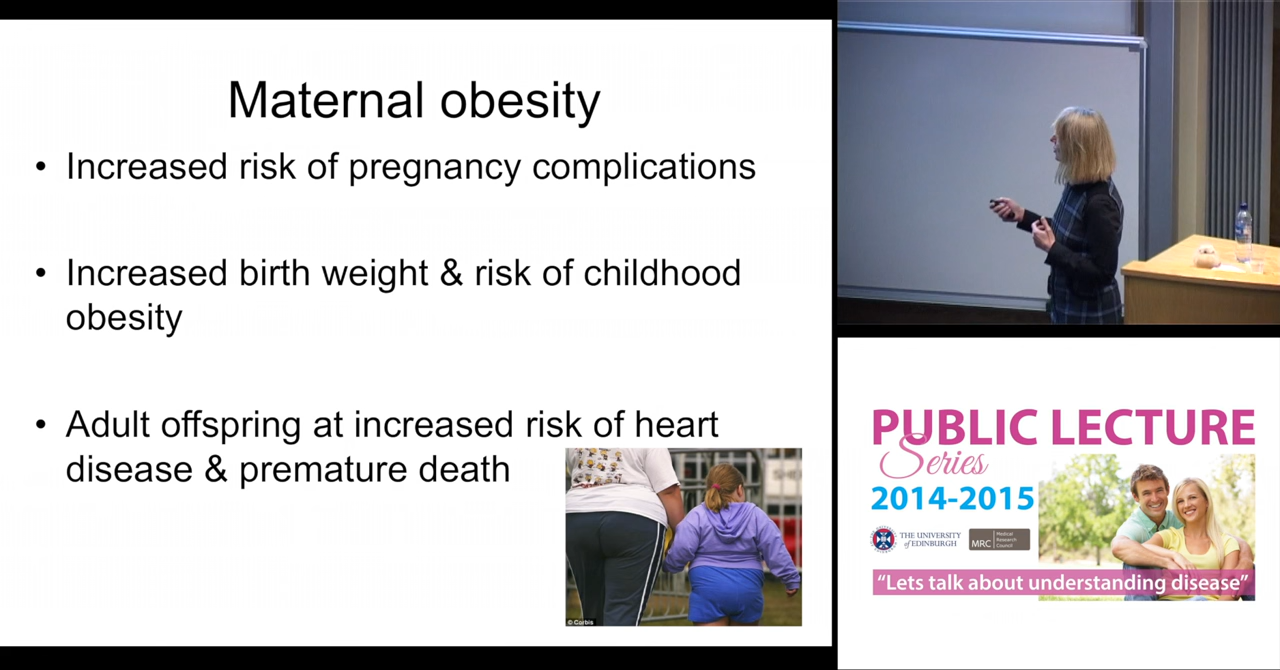 Maternal obesity
• Increased risk of pregnancy complications
• Increased birth weight & risk of childhood
obesity
• Adult offspring at increased risk of heart
disease & premature death
© Corbis
PUBLIC LECTURE
Series
2014-2015
THE UNIVERSITY
of EDINBURGH
MRC
Medical
Research
Council
“Lets talk about understanding disease”